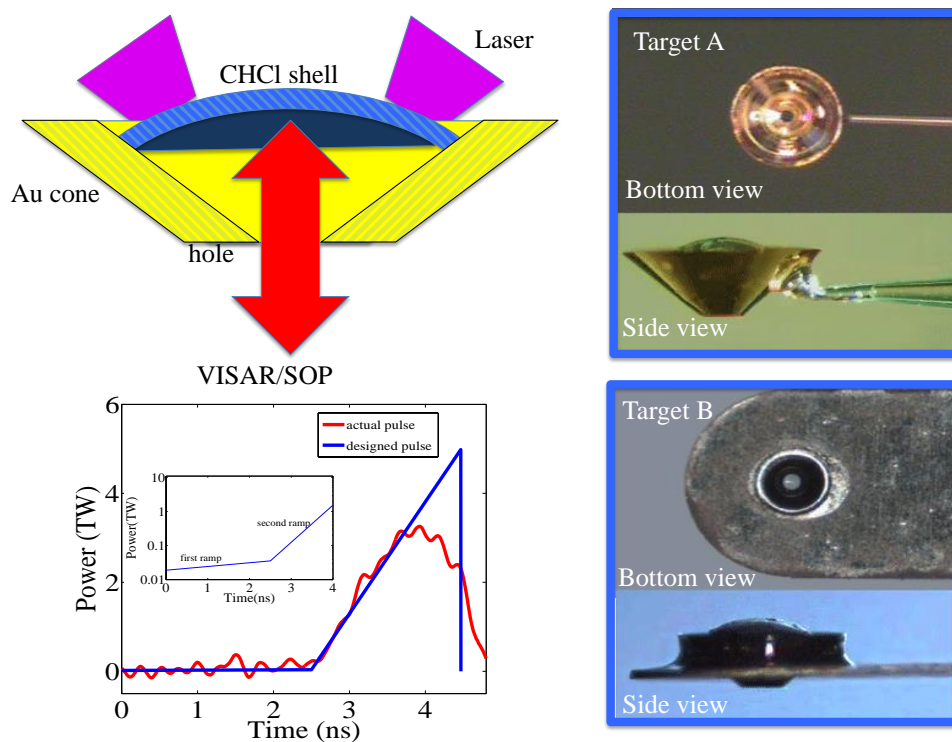 Laser
CHCl shell
Au cone
hole
VISAR/SOP
Target A
Bottom view
Side view
Target B
Bottom view
Side view
6
4
2
0
Power (TW)
0 1 2 3 4
Time (ns)
actual pulse
designed pulse
10
1
0.1
0.01
Power(TW)
first ramp
second ramp
0 1 2 3 4
Time(ns)